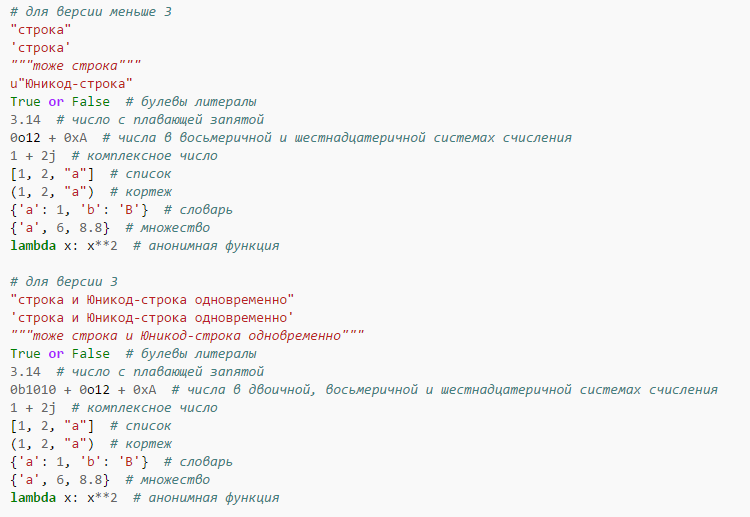 # для версии меньше 3
"строка"
'строка'
"""тоже строка"""
u"Юникод-строка"
True or False  # булевы литералы
3.14  # число с плавающей запятой
0o12 + 0xA  # числа в восьмеричной и шестнадцатеричной системах счисления
1 + 2j  # комплексное число
[1, 2, "a"]  # список
(1, 2, "a")  # кортеж
{'a': 1, 'b': 'B'}  # словарь
{'a', 6, 8.8}  # множество
lambda x: x**2  # анонимная функция
# для версии 3
"строка и Юникод-строка одновременно"
'строка и Юникод-строка одновременно'
"""тоже строка и Юникод-строка одновременно"""
True or False  # булевы литералы
3.14  # число с плавающей запятой
0b1010 + 0o12 + 0xA  # числа в двоичной, восьмеричной и шестнадцатеричной системах счисления
1 + 2j  # комплексное число
[1, 2, "a"]  # список
(1, 2, "a")  # кортеж
{'a': 1, 'b': 'B'}  # словарь
{'a', 6, 8.8}  # множество
lambda x: x**2  # анонимная функция